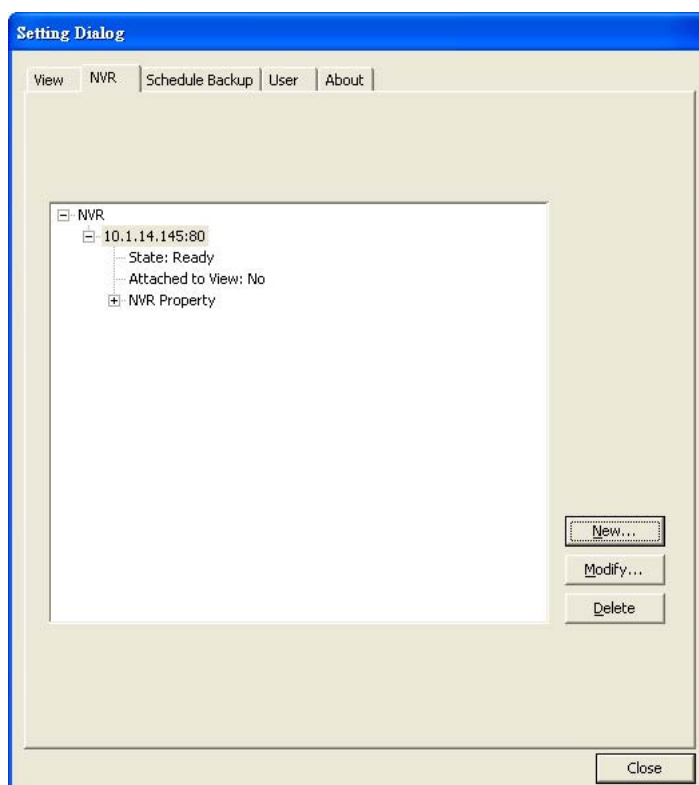 Setting Dialog
View NVR Schedule Backup User About
NVR
10.1.14.145:80
State: Ready
Attached to View: No
NVR Property
New...
Modify...
Delete
Close